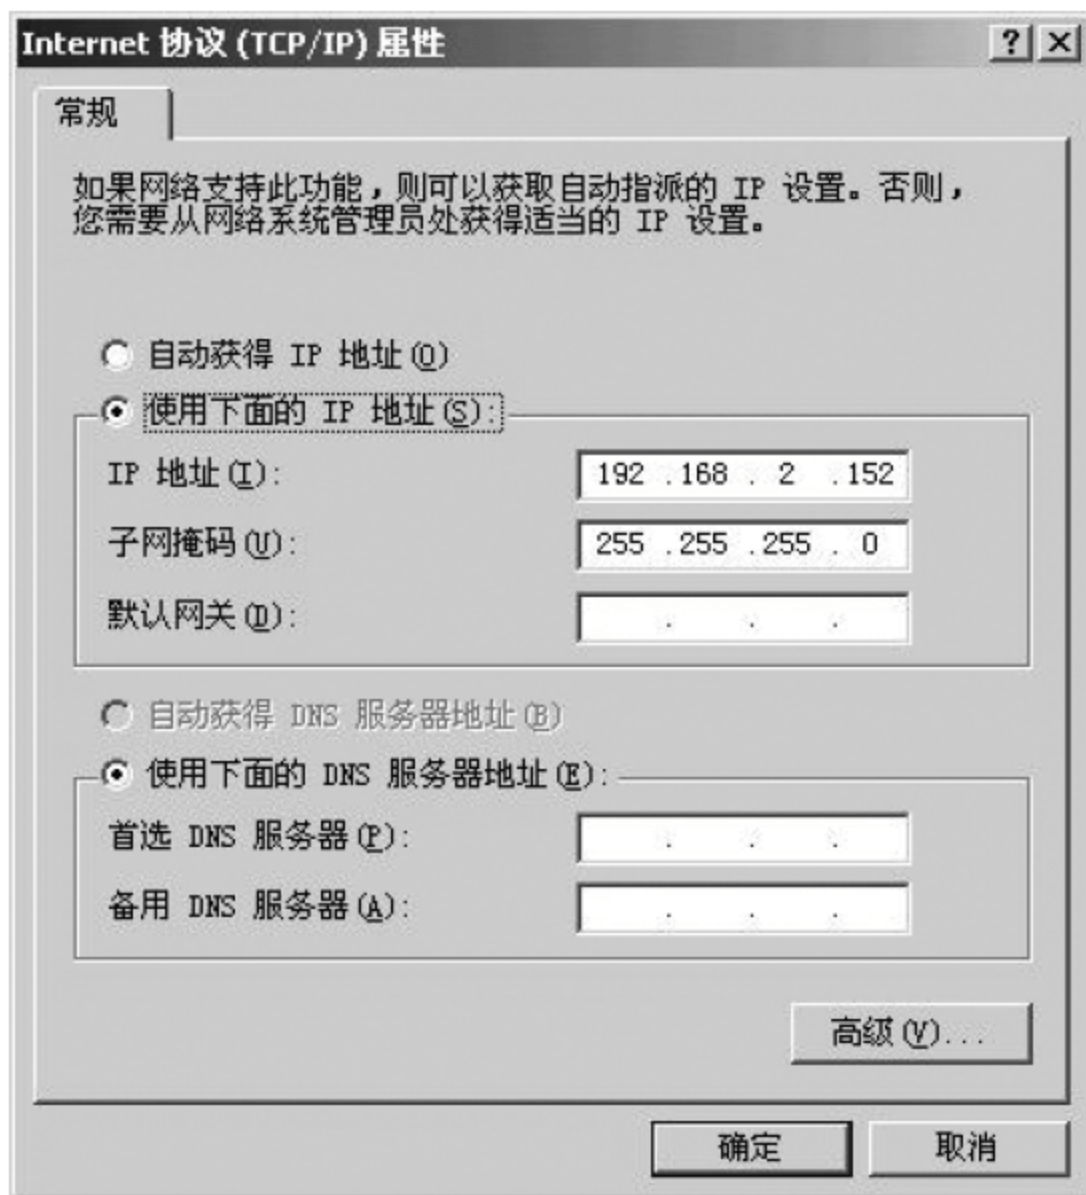 Internet 协议 (TCP/IP) 属性
常规
如果网络支持此功能，则可以获取自动指派的 IP 设置。否则，
您需要从网络系统管理员处获得适当的 IP 设置。
自动获得 IP 地址(O)
使用下面的 IP 地址(S):
IP 地址(I): 192 .168 . 2 .152
子网掩码(U): 255 .255 .255 . 0
默认网关(D): . . .
自动获得 DNS 服务器地址(B)
使用下面的 DNS 服务器地址(E):
首选 DNS 服务器(P): . . .
备用 DNS 服务器(A): . . .
高级(V)...
确定 取消